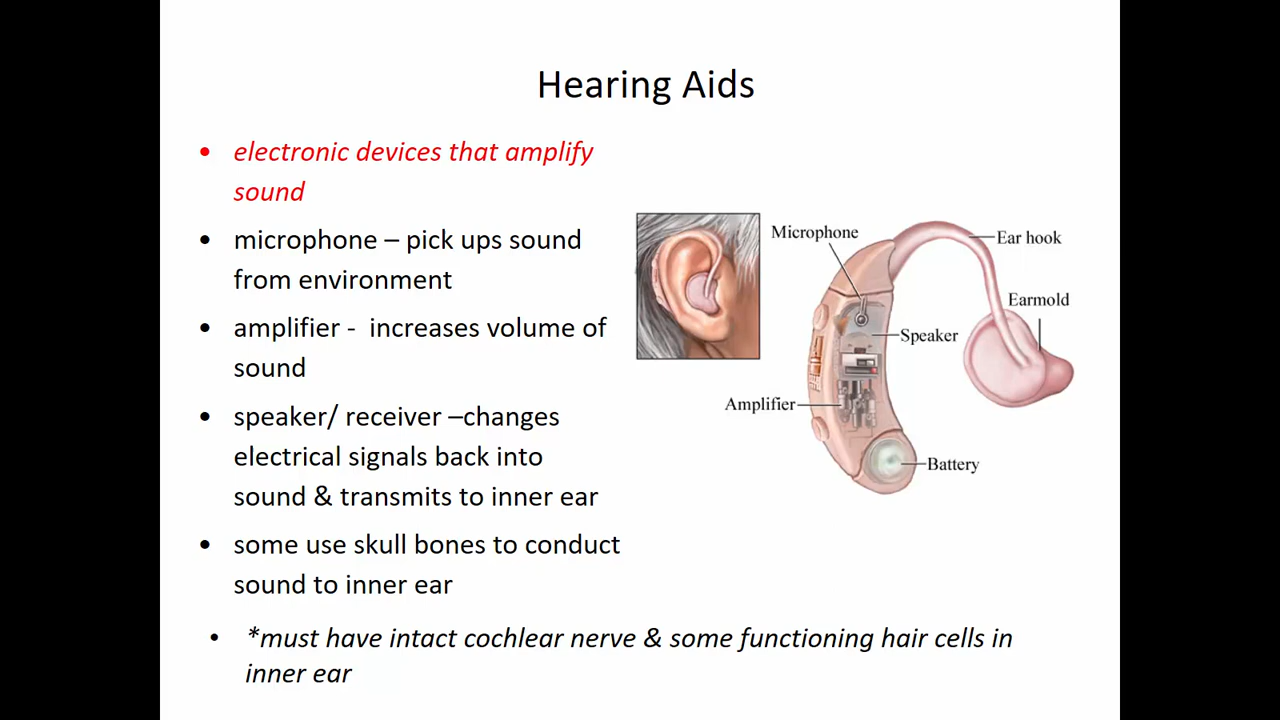 Hearing Aids
• electronic devices that amplify
sound
• microphone – pick ups sound
from environment
• amplifier -  increases volume of
sound
• speaker/ receiver –changes
electrical signals back into
sound & transmits to inner ear
• some use skull bones to conduct
sound to inner ear
• *must have intact cochlear nerve & some functioning hair cells in
inner ear
Microphone
Ear hook
Earmold
Speaker
Amplifier
Battery